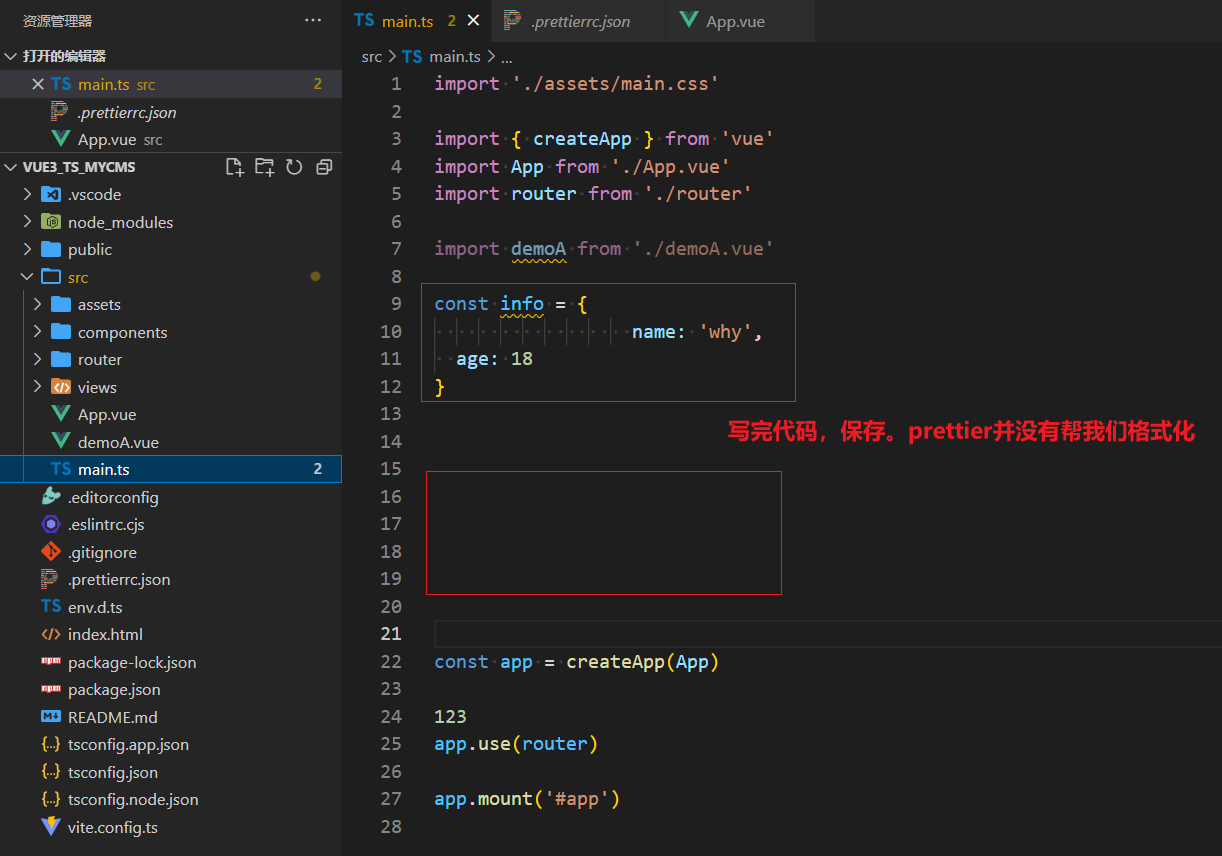 资源管理器 ···
打开的编辑器
TS main.ts src 2
.prettierrc.json
App.vue src
VUE3_TS_MYCMS
.vscode
node_modules
public
src
assets
components
router
views
App.vue
demoA.vue
TS main.ts 2
.editorconfig
.eslintrc.cjs
.gitignore
.prettierrc.json
TS env.d.ts
index.html
package-lock.json
package.json
README.md
{..} tsconfig.app.json
{..} tsconfig.json
{..} tsconfig.node.json
vite.config.ts
TS main.ts 2
.prettierrc.json
App.vue
src > TS main.ts > ...
1 import './assets/main.css'
2
3 import { createApp } from 'vue'
4 import App from './App.vue'
5 import router from './router'
6
7 import demoA from './demoA.vue'
8
9 const info = {
10 name: 'why',
11 age: 18
12 }
13
写完代码，保存。prettier并没有帮我们格式化
14
15
16
17
18
19
20
21
22 const app = createApp(App)
23
24 123
25 app.use(router)
26
27 app.mount('#app')
28